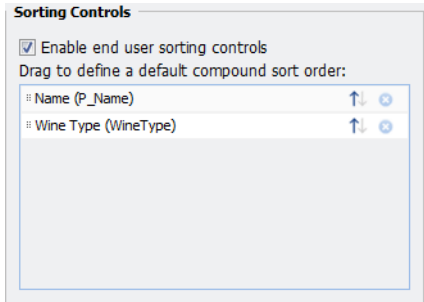 Sorting Controls
Enable end user sorting controls
Drag to define a default compound sort order:
Name (P_Name)
Wine Type (WineType)